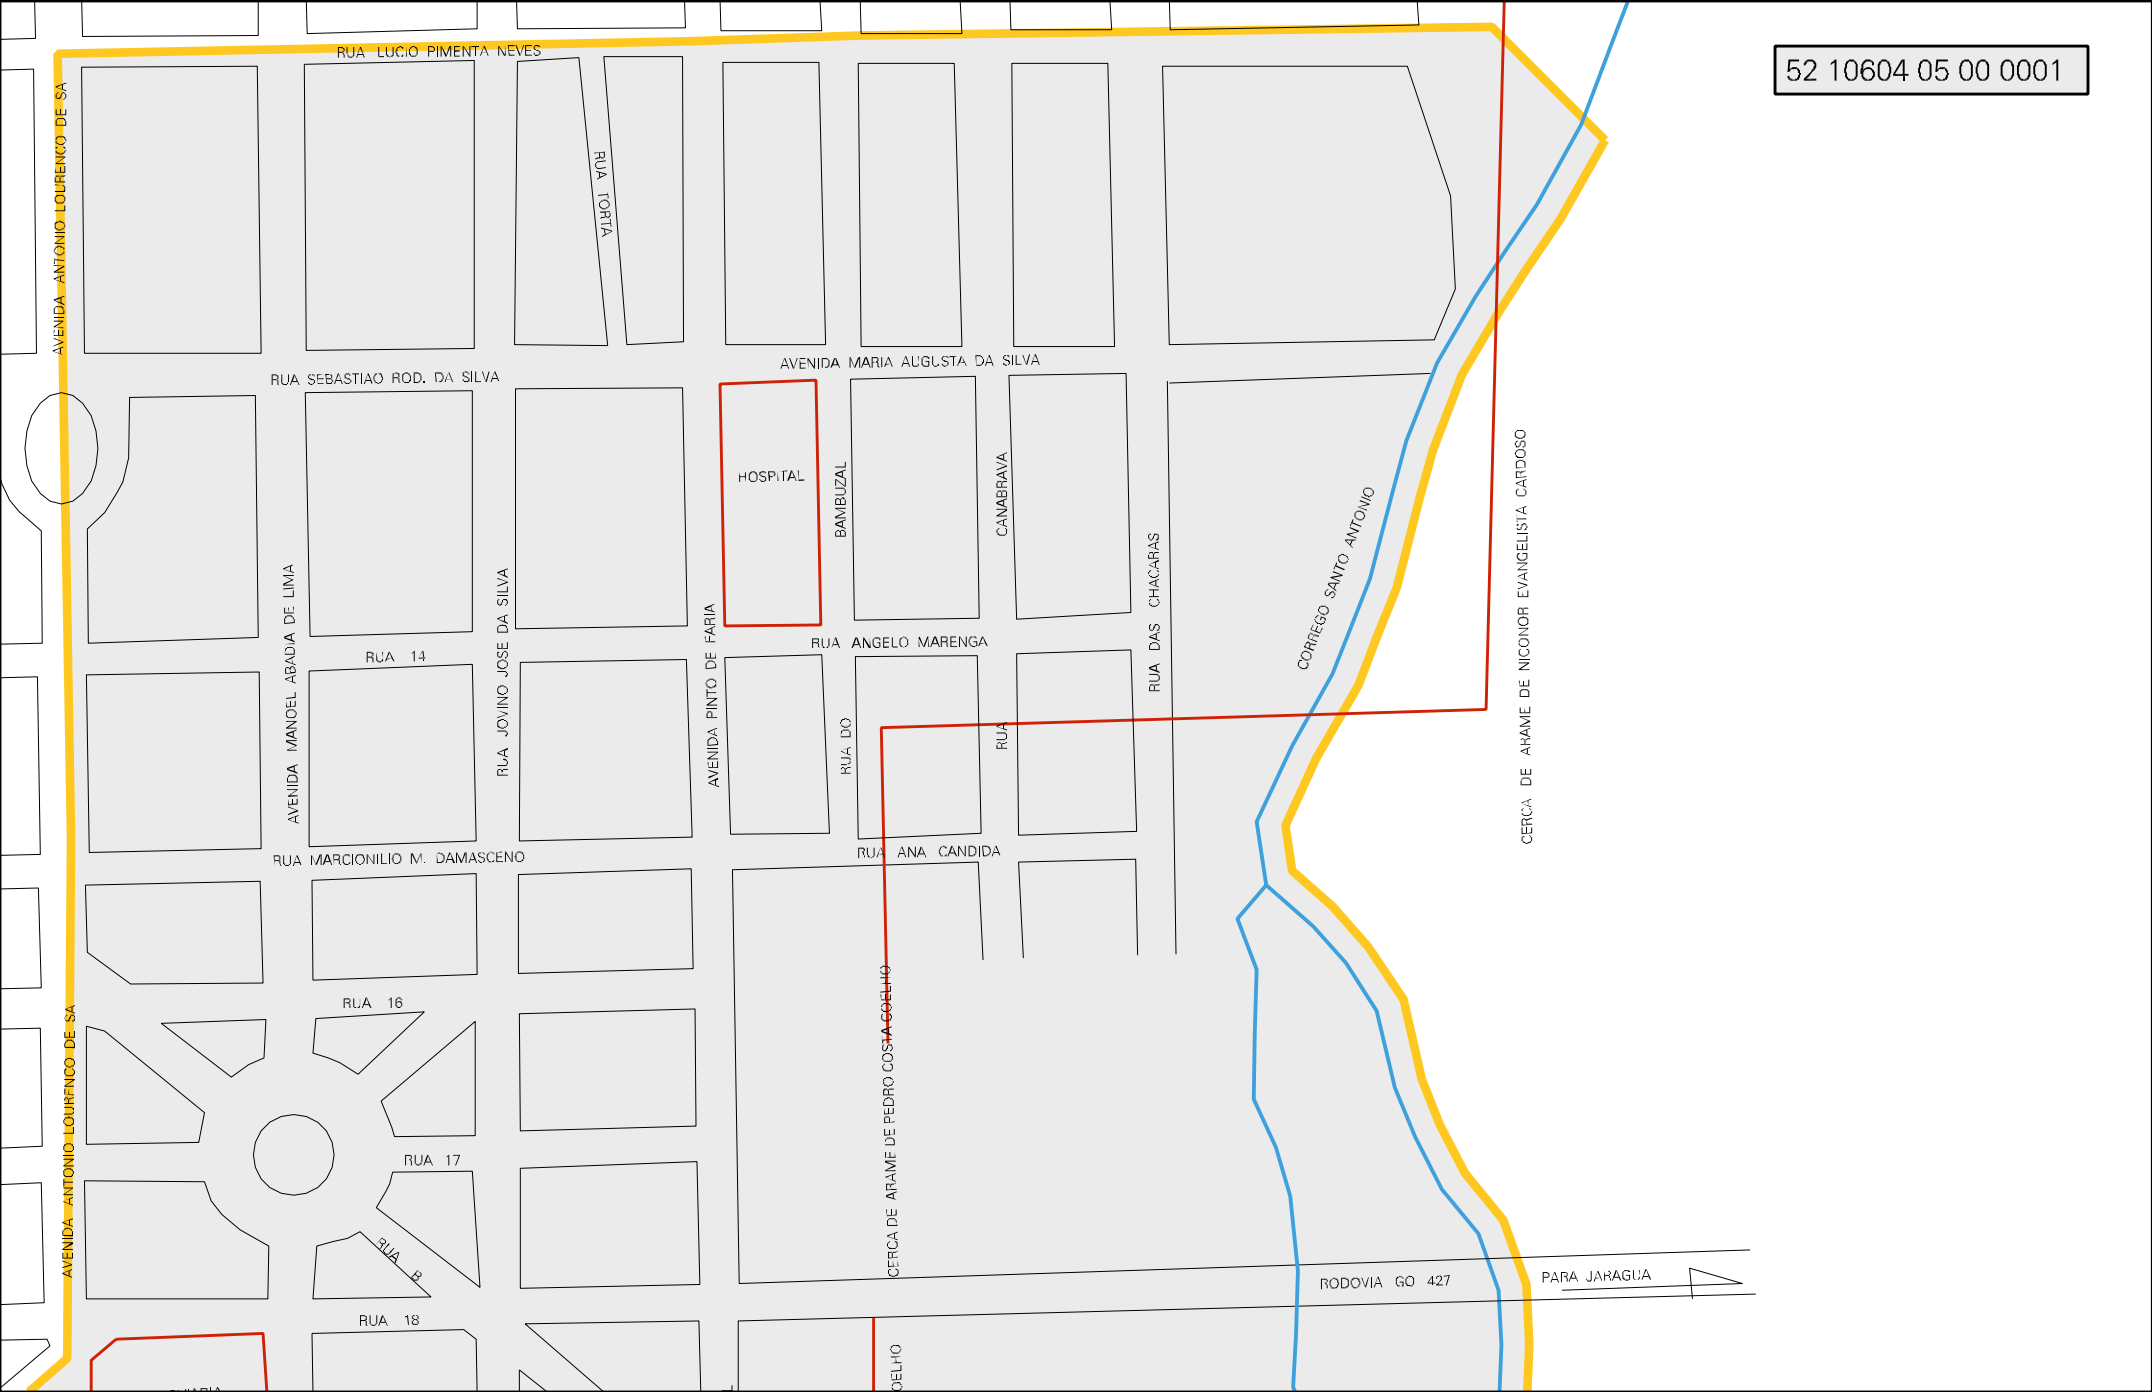 RUA LUCIO PIMENTA NEVES
52 10604 05 00 0001
AVENIDA ANTONIO LOURENCO DE SA
RUA TORTA
AVENIDA MARIA AUGUSTA DA SILVA
RUA SEBASTIAO ROD. DA SILVA
HOSPITAL
RUA DO BAMBUZAL
RUA CANABRAVA
RUA DAS CHACARAS
CORREGO SANTO ANTONIO
CERCA DE ARAME DE NICONOR EVANGELISTA CARDOSO
AVENIDA MANOEL ABADIA DE LIMA
RUA JOVINO JOSE DA SILVA
AVENIDA PINTO DE FARIA
RUA ANGELO MARENGA
RUA 14
RUA ANA CANDIDA
RUA MARCIONILIO M. DAMASCENO
CERCA DE ARAME DE PEDRO COSTA COELHO
RUA 16
AVENIDA ANTONIO LOURENCO DE SA
RUA 17
RUA B
RODOVIA GO 427
PARA JARAGUA
RUA 18
OELHO